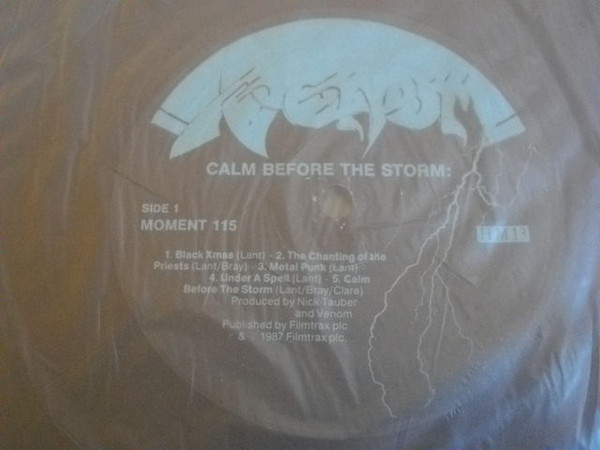 VENOM
CALM BEFORE THE STORM:
SIDE 1
MOMENT 115
1. Black Xmas (Lant) - 2. The Chanting of the
Priests (Lant/Bray) - 3. Metal Punk (Lant) -
4. Under A Spell (Lant) - 5. Calm
Before The Storm (Lant/Bray/Clare)
Produced by Nick Tauber
and Venom
Published by Filmtrax plc
& 1987 Filmtrax plc.